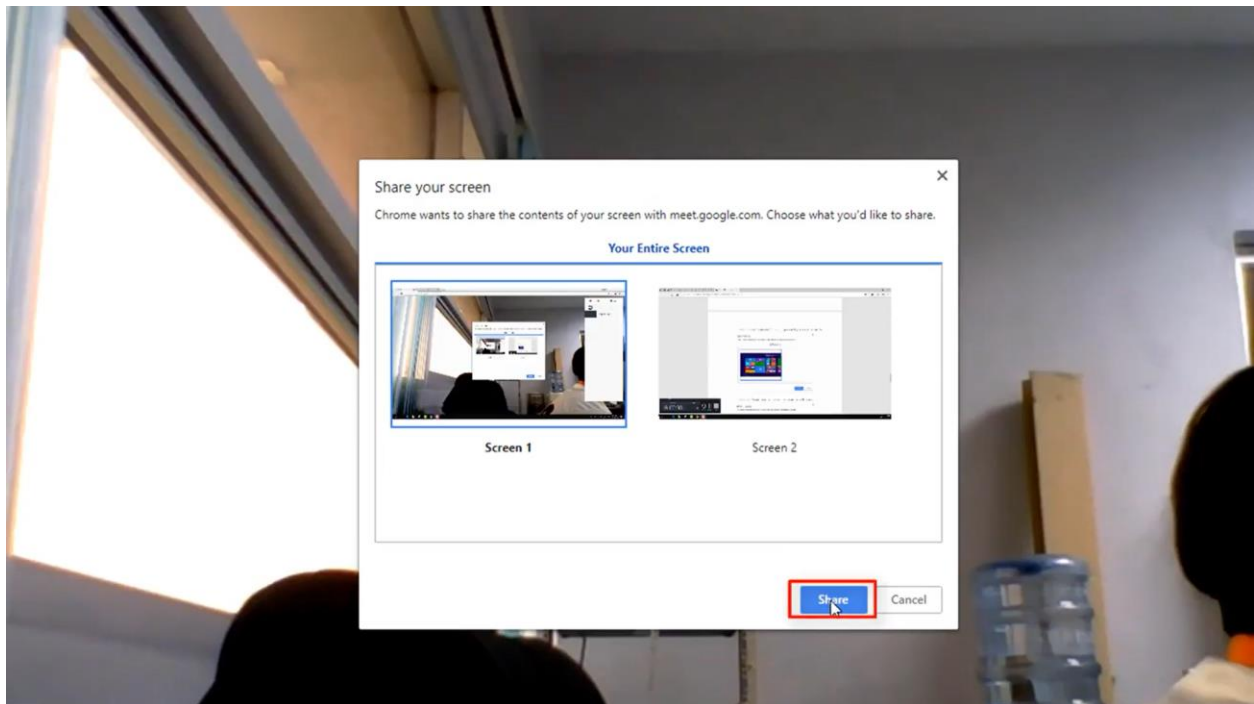 Share your screen
Chrome wants to share the contents of your screen with meet.google.com. Choose what you'd like to share.
Your Entire Screen
Screen 1
Screen 2
Share
Cancel